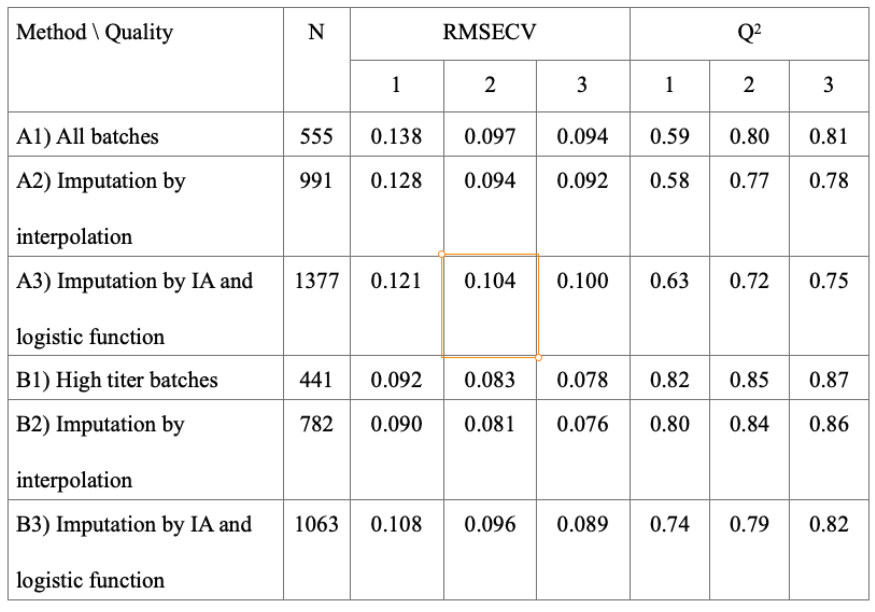 Method \ Quality N RMSECV Q²
1 2 3 1 2 3
A1) All batches 555 0.138 0.097 0.094 0.59 0.80 0.81
A2) Imputation by 991 0.128 0.094 0.092 0.58 0.77 0.78
interpolation
A3) Imputation by IA and 1377 0.121 0.104 0.100 0.63 0.72 0.75
logistic function
B1) High titer batches 441 0.092 0.083 0.078 0.82 0.85 0.87
B2) Imputation by 782 0.090 0.081 0.076 0.80 0.84 0.86
interpolation
B3) Imputation by IA and 1063 0.108 0.096 0.089 0.74 0.79 0.82
logistic function